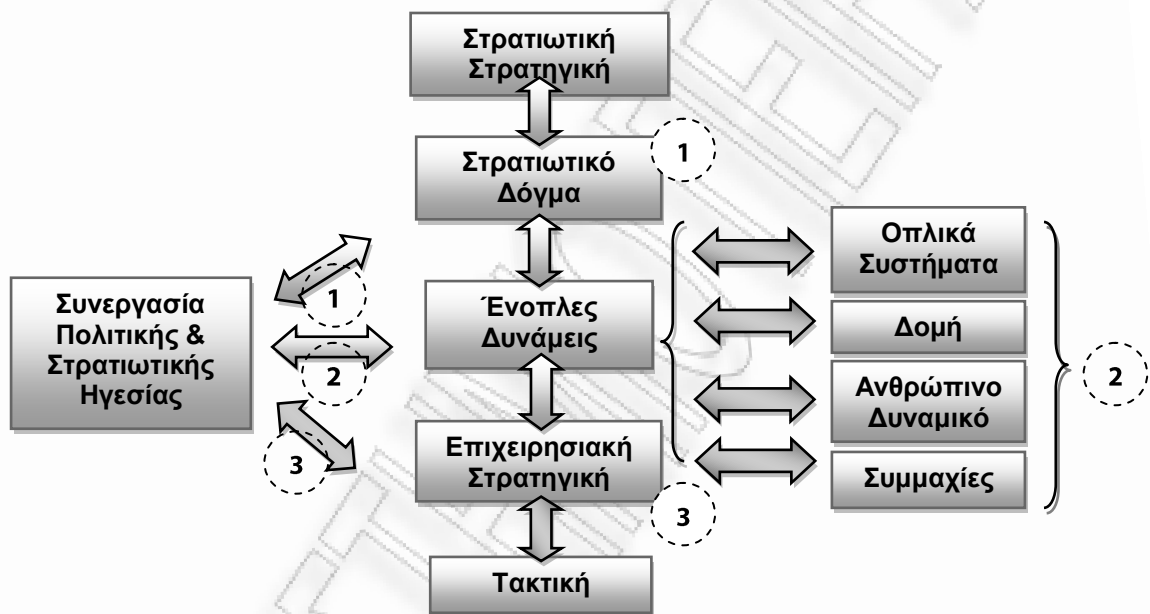 Στρατιωτική
Στρατηγική
Στρατιωτικό
Δόγμα
1
Συνεργασία
Πολιτικής &
Στρατιωτικής
Ηγεσίας
1
2
3
Ένοπλες
Δυνάμεις
Επιχειρησιακή
Στρατηγική
3
Τακτική
Οπλικά
Συστήματα
Δομή
Ανθρώπινο
Δυναμικό
Συμμαχίες
2